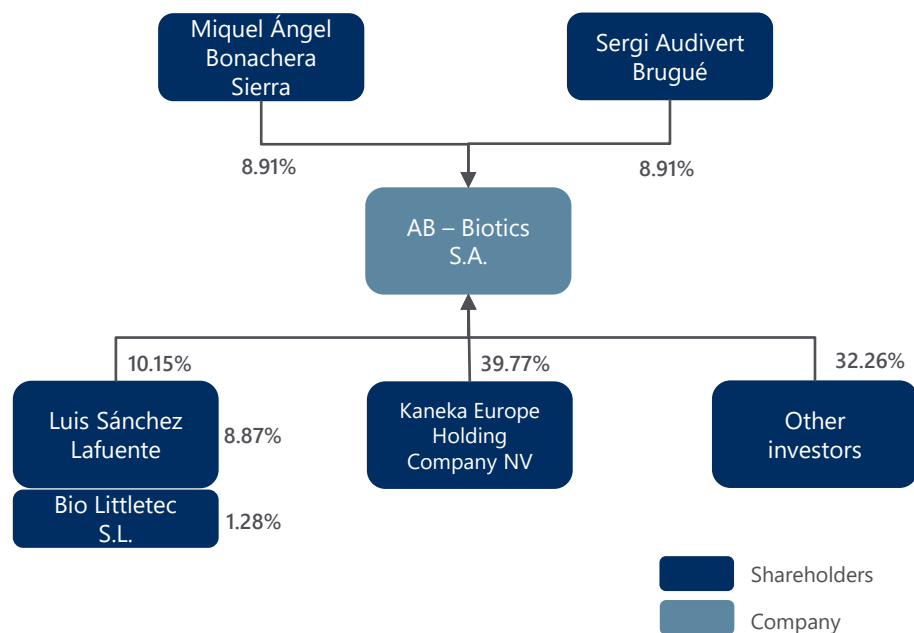 Miquel Ángel
Bonachera
Sierra
Sergi Audivert
Brugué
8.91%
8.91%
AB – Biotics
S.A.
10.15%
39.77%
32.26%
Luis Sánchez
Lafuente
8.87%
Kaneka Europe
Holding
Company NV
Other
investors
Bio Littletec
S.L.
1.28%
Shareholders
Company